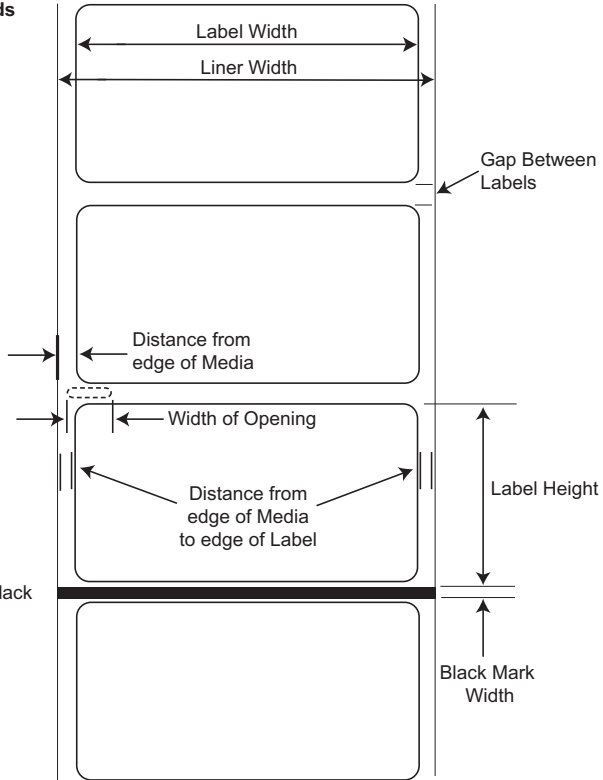 ds
Label Width
Liner Width
Gap Between
Labels
Distance from
edge of Media
Width of Opening
Distance from
edge of Media
to edge of Label
Label Height
lack
Black Mark
Width